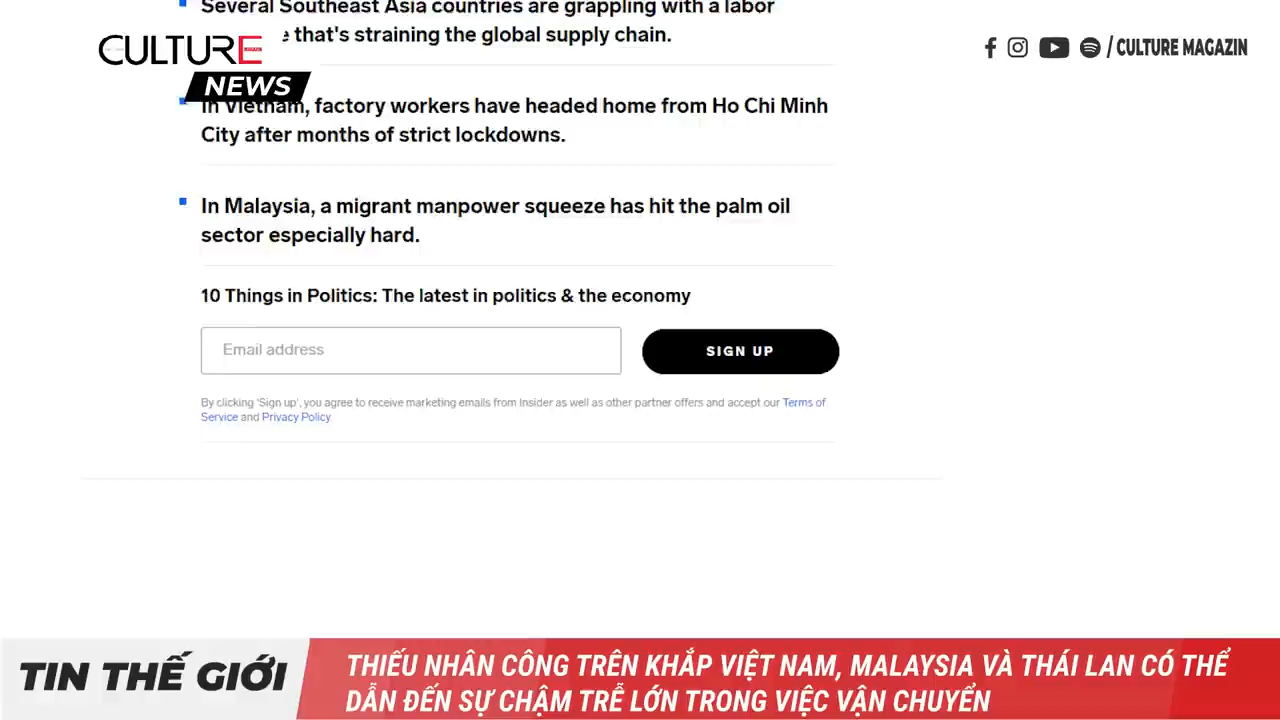 Several Southeast Asia countries are grappling with a labor
that's straining the global supply chain.
CULTURE
NEWS
/ CULTURE MAGAZIN
In Vietnam, factory workers have headed home from Ho Chi Minh
City after months of strict lockdowns.
In Malaysia, a migrant manpower squeeze has hit the palm oil
sector especially hard.
10 Things in Politics: The latest in politics & the economy
Email address
SIGN UP
By clicking 'Sign up', you agree to receive marketing emails from Insider as well as other partner offers and accept our Terms of
Service and Privacy Policy.
TIN THẾ GIỚI
THIẾU NHÂN CÔNG TRÊN KHẮP VIỆT NAM, MALAYSIA VÀ THÁI LAN CÓ THỂ
DẪN ĐẾN SỰ CHẬM TRỄ LỚN TRONG VIỆC VẬN CHUYỂN